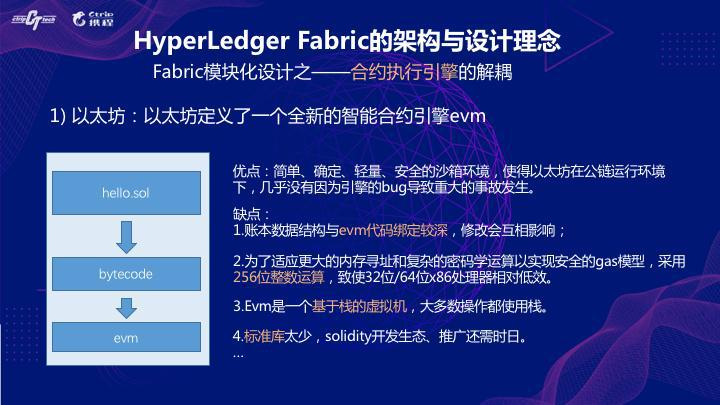 ctrip tech
Ctrip
携程
HyperLedger Fabric的架构与设计理念
Fabric模块化设计之——合约执行引擎的解耦
1) 以太坊：以太坊定义了一个全新的智能合约引擎evm
hello.sol
bytecode
evm
优点：简单、确定、轻量、安全的沙箱环境，使得以太坊在公链运行环境
下，几乎没有因为引擎的bug导致重大的事故发生。
缺点：
1.账本数据结构与evm代码绑定较深，修改会互相影响；
2.为了适应更大的内存寻址和复杂的密码学运算以实现安全的gas模型，采用
256位整数运算，致使32位/64位x86处理器相对低效。
3.Evm是一个基于栈的虚拟机，大多数操作都使用栈。
4.标准库太少，solidity开发生态、推广还需时日。
...